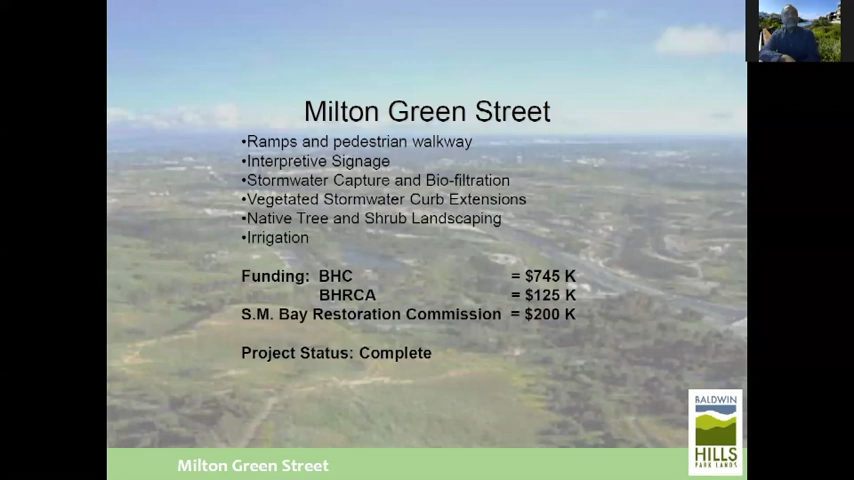 Milton Green Street
•Ramps and pedestrian walkway
•Interpretive Signage
•Stormwater Capture and Bio-filtration
•Vegetated Stormwater Curb Extensions
•Native Tree and Shrub Landscaping
•Irrigation
Funding: BHC = $745 K
BHRCA = $125 K
S.M. Bay Restoration Commission = $200 K
Project Status: Complete
Milton Green Street
BALDWIN
HILLS
PARK LANDS